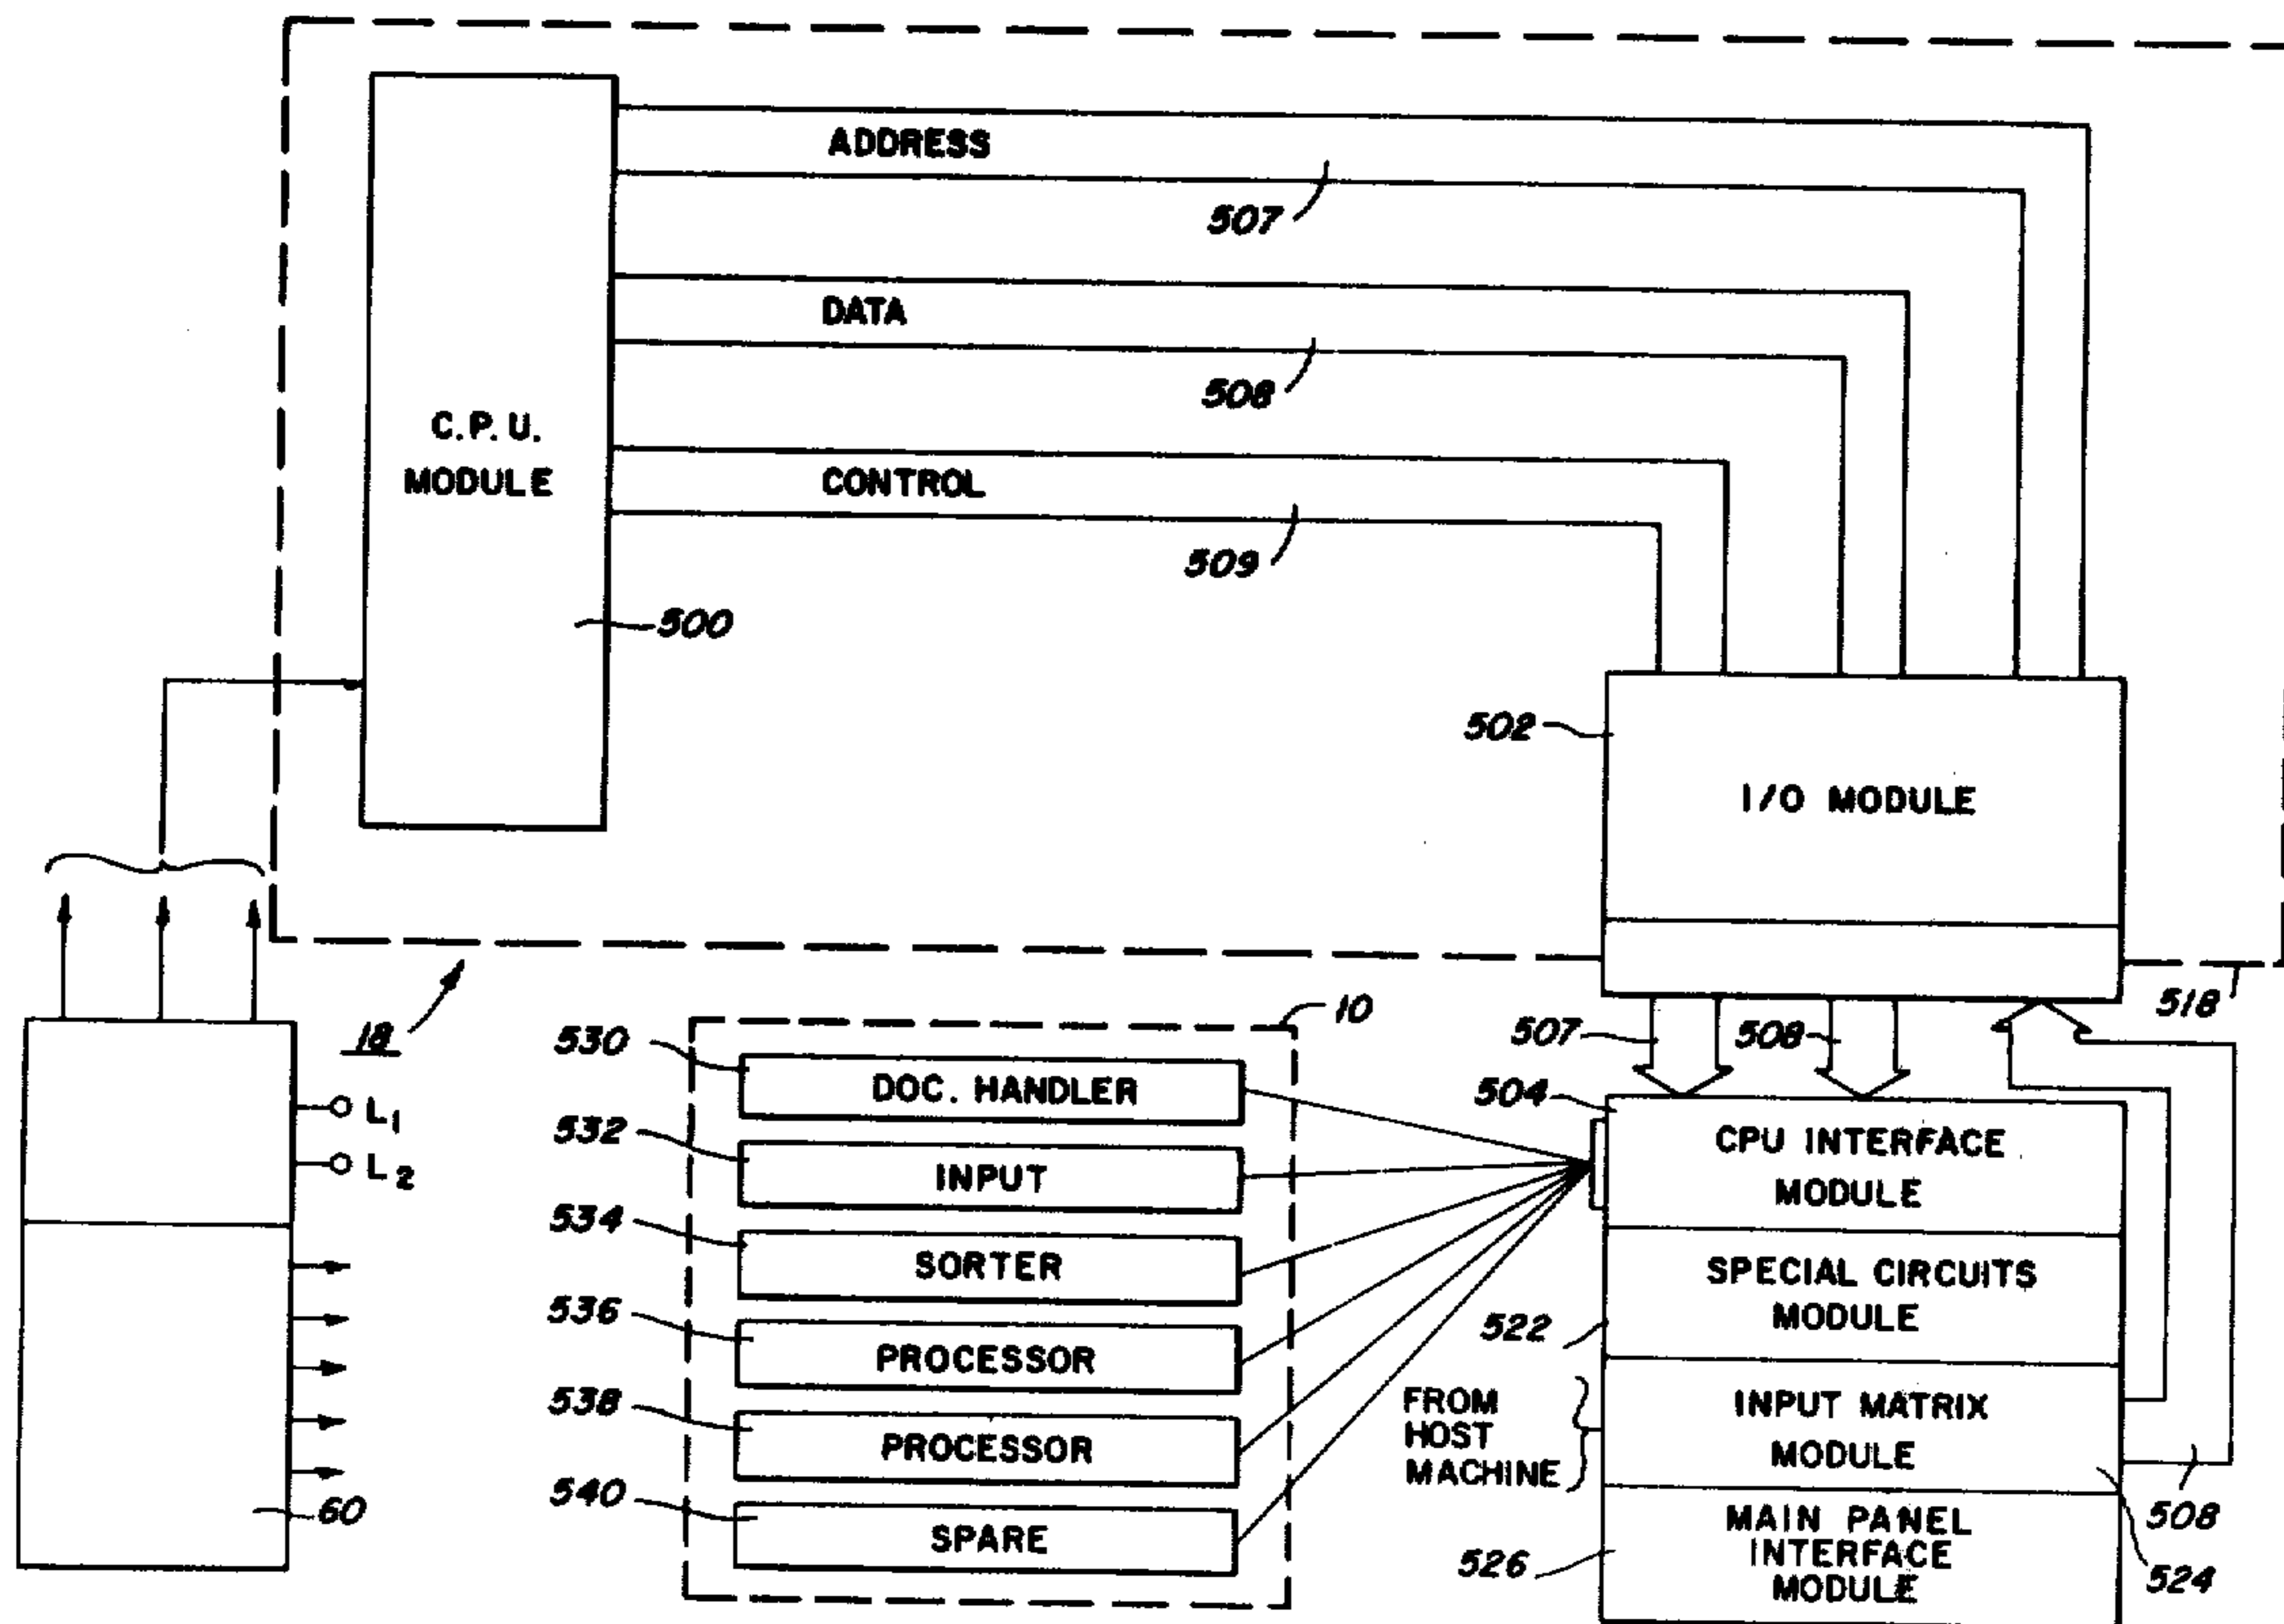 ADDRESS
507
DATA
508
C.P.U.
MODULE
CONTROL
509
500
502
I/O MODULE
518
18
10
507
508
530
DOC. HANDLER
504
L1
532
INPUT
CPU INTERFACE
MODULE
L2
534
SORTER
SPECIAL CIRCUITS
MODULE
536
PROCESSOR
522
538
PROCESSOR
FROM
HOST
MACHINE
INPUT MATRIX
MODULE
540
SPARE
60
508
MAIN PANEL
INTERFACE
MODULE
526
524